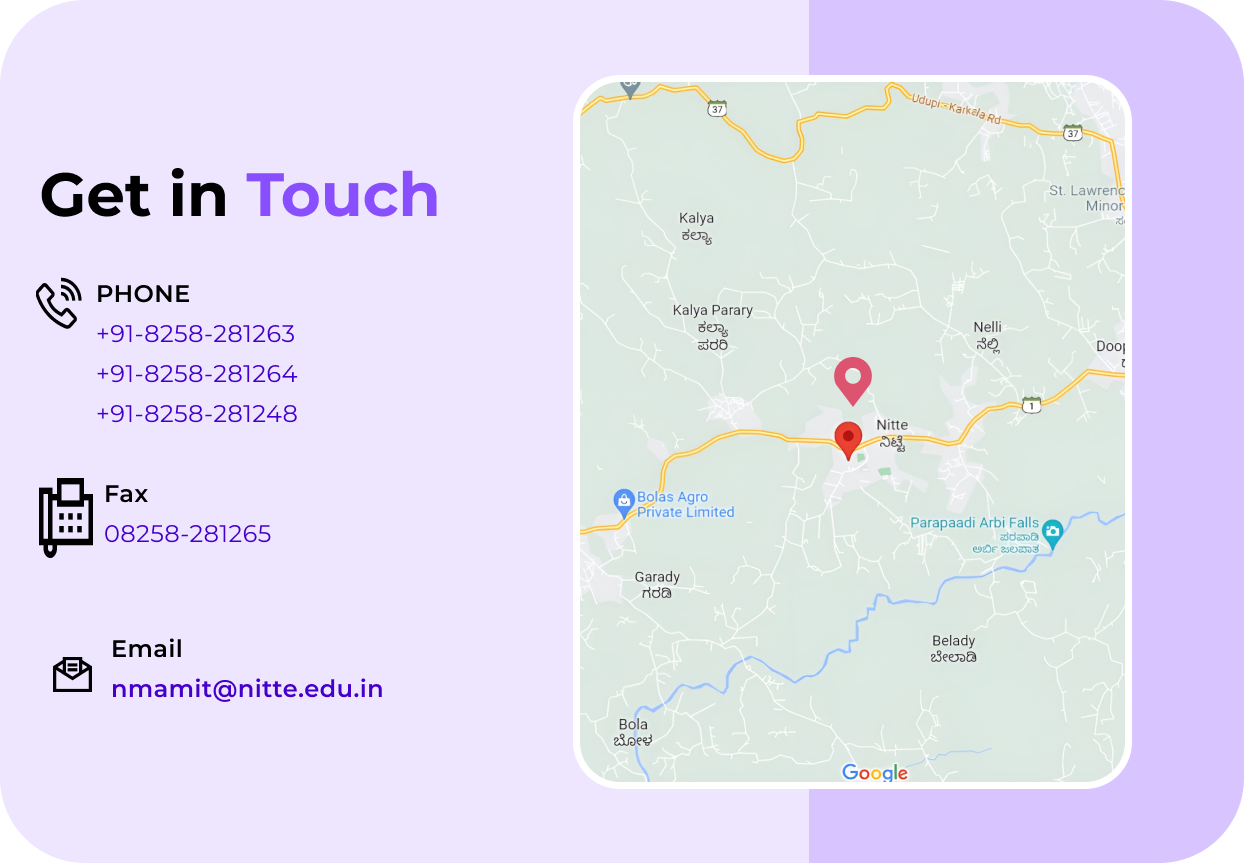 Get in Touch
PHONE
+91-8258-281263
+91-8258-281264
+91-8258-281248
Fax
08258-281265
Email
nmamit@nitte.edu.in
37
Udupi - Karkala Rd
37
St. Lawrenc
Minor
Kalya
ಕಲ್ಯಾ
Kalya Parary
ಕಲ್ಯಾ
ಪರರಿ
Nelli
ನೆಲ್ಲಿ
Doop
1
Nitte
ನಿಟ್ಟೆ
Bolas Agro
Private Limited
Parapaadi Arbi Falls
ಪರಪಾಡಿ
ಅರ್ಬಿ ಜಲಪಾತ
Garady
ಗರಡಿ
Belady
ಬೇಲಾಡಿ
Bola
ಬೋಳ
Google